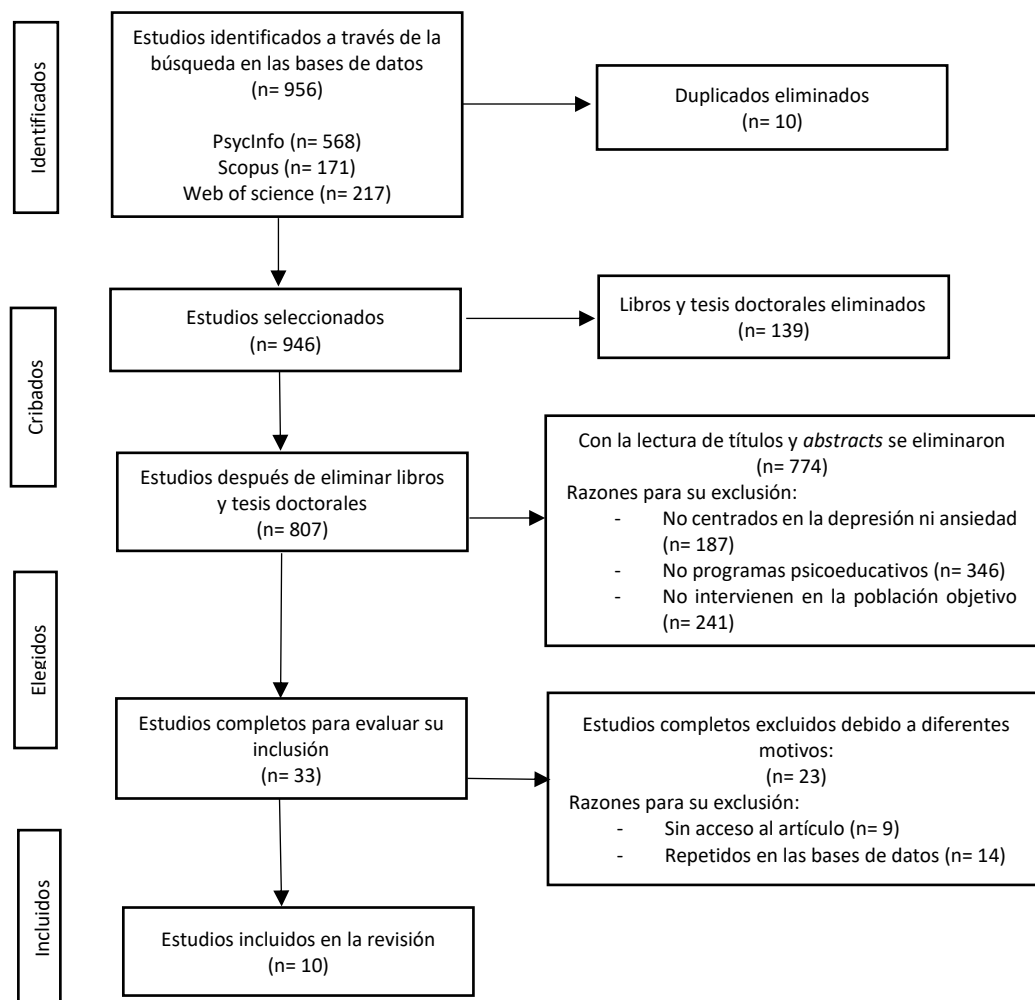 Identificados
Estudios identificados a través de la
búsqueda en las bases de datos
(n= 956)
PsycInfo (n= 568)
Scopus (n= 171)
Web of science (n= 217)
Duplicados eliminados
(n= 10)
Cribados
Estudios seleccionados
(n= 946)
Libros y tesis doctorales eliminados
(n= 139)
Estudios después de eliminar libros
y tesis doctorales
(n= 807)
Con la lectura de títulos y abstracts se eliminaron
(n= 774)
Razones para su exclusión:
- No centrados en la depresión ni ansiedad
(n= 187)
- No programas psicoeducativos (n= 346)
- No intervienen en la población objetivo
(n= 241)
Elegidos
Estudios completos para evaluar su
inclusión
(n= 33)
Estudios completos excluidos debido a diferentes
motivos:
(n= 23)
Razones para su exclusión:
- Sin acceso al artículo (n= 9)
- Repetidos en las bases de datos (n= 14)
Incluidos
Estudios incluidos en la revisión
(n= 10)